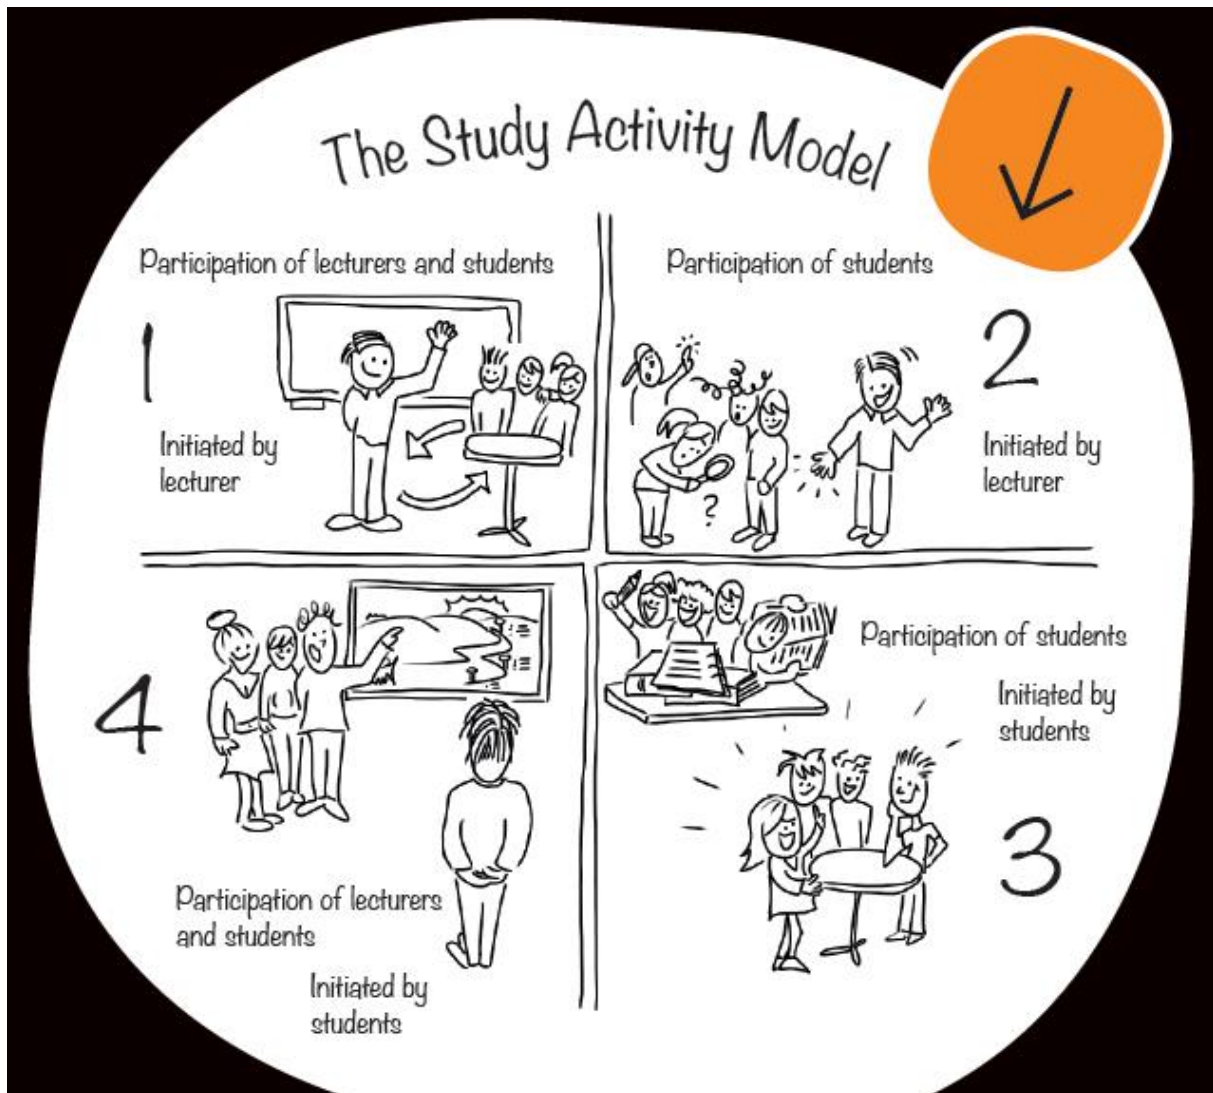 The Study Activity Model
Participation of lecturers and students
1
Initiated by
lecturer
Participation of students
2
Initiated by
lecturer
?
Participation of students
Initiated by
students
3
4
Participation of lecturers
and students
Initiated by
students